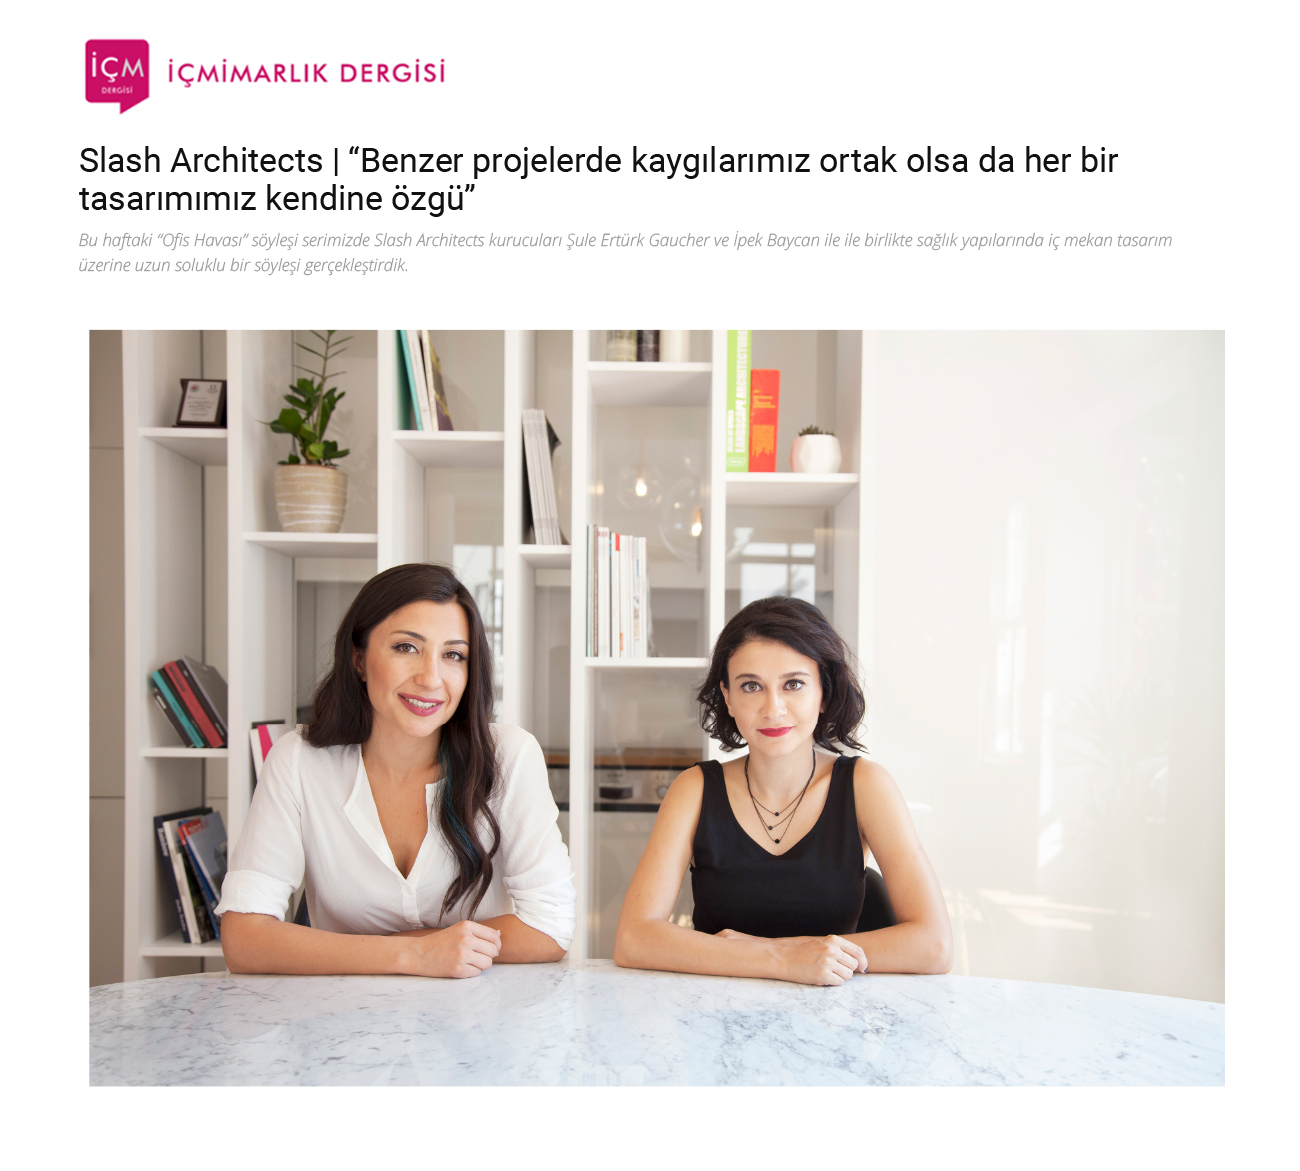 İÇM
DERGİSİ
İÇMİMARLIK DERGİSİ
Slash Architects | “Benzer projelerde kaygılarımız ortak olsa da her bir
tasarımımız kendine özgü”
Bu haftaki “Ofis Havası” söyleşi serimizde Slash Architects kurucuları Şule Ertürk Gaucher ve İpek Baycan ile ile birlikte sağlık yapılarında iç mekan tasarım
üzerine uzun soluklu bir söyleşi gerçekleştirdik.
LANDSCAPE ARCHITECTURE